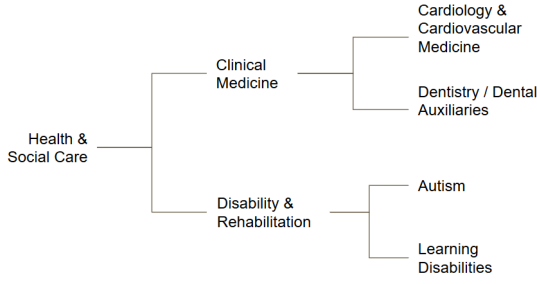 Health &
Social Care
Clinical
Medicine
Cardiology &
Cardiovascular
Medicine
Dentistry / Dental
Auxiliaries
Disability &
Rehabilitation
Autism
Learning
Disabilities